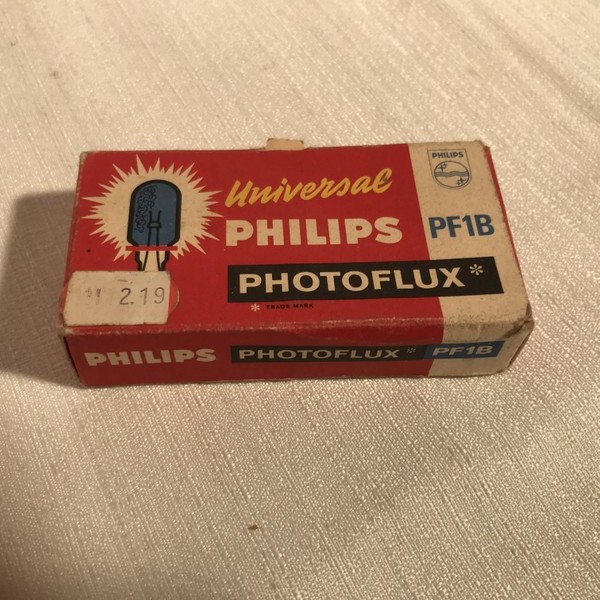 Universal
PHILIPS
PHILIPS
PF1B
PHOTOFLUX*
* TRADE MARK
2.19
PHILIPS PHOTOFLUX* PF1B